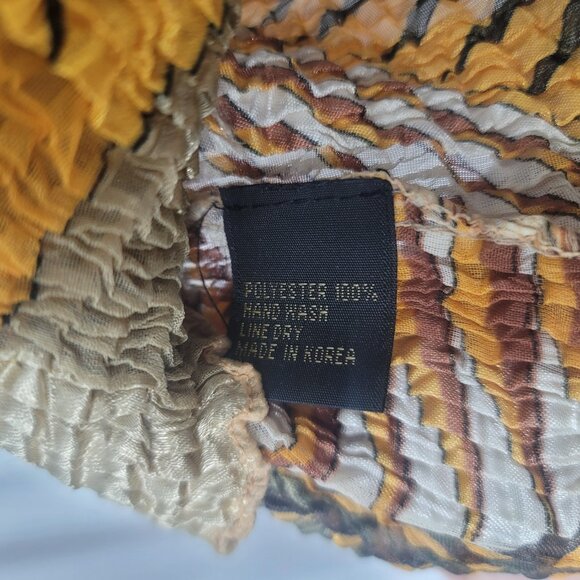 POLYESTER 100%
HAND WASH
LINE DRY
MADE IN KOREA